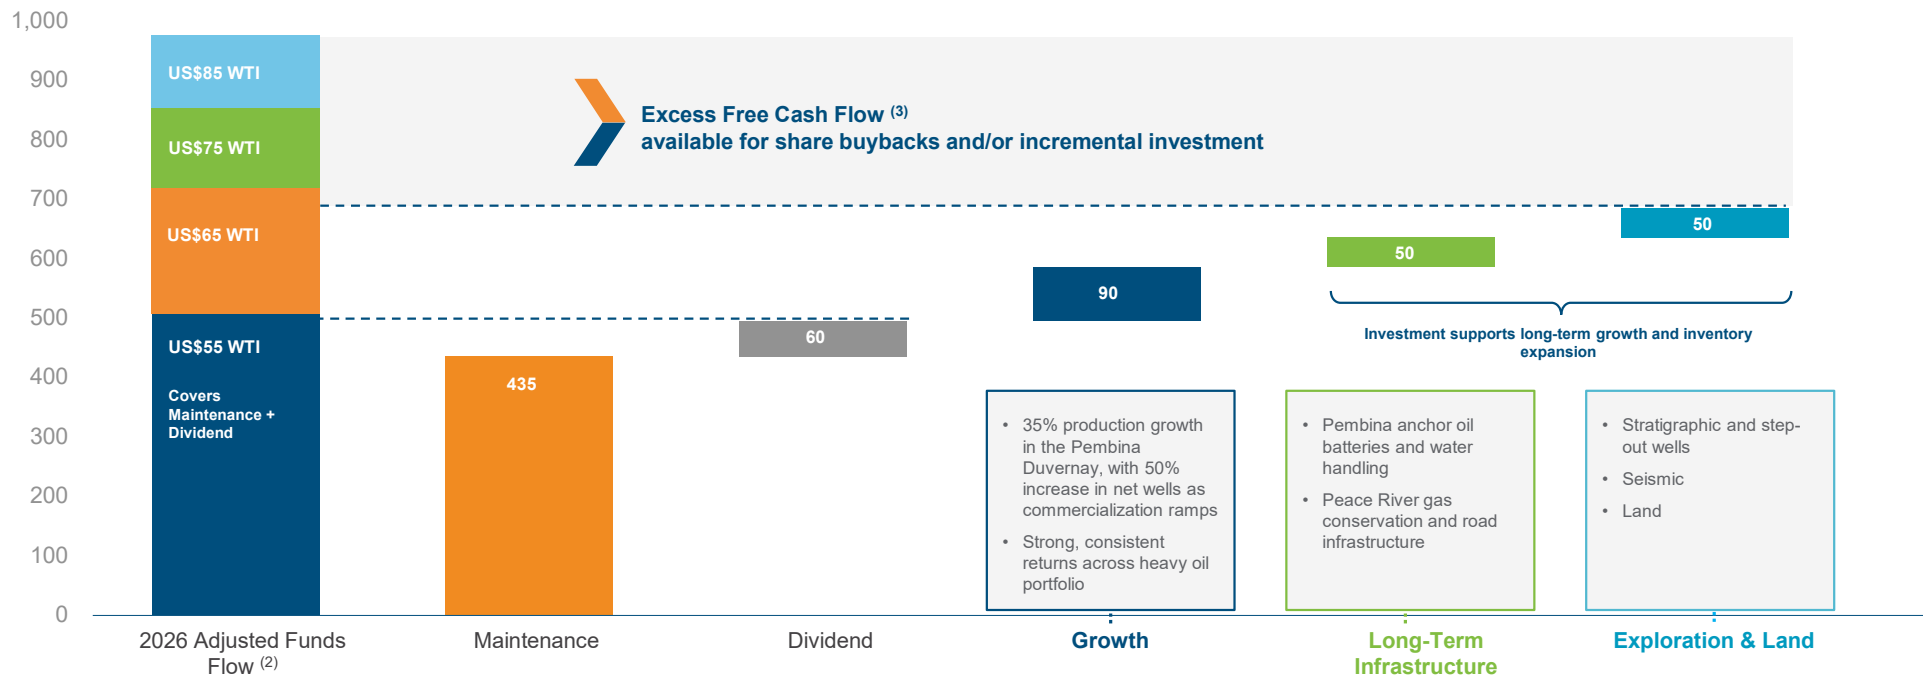 1,000
900
800
700
600
500
400
300
200
100
0
US$85 WTI
US$75 WTI
US$65 WTI
US$55 WTI
Covers
Maintenance +
Dividend
Excess Free Cash Flow (3)
available for share buybacks and/or incremental investment
435
60
90
50
50
Investment supports long-term growth and inventory
expansion
• 35% production growth
in the Pembina
Duvernay, with 50%
increase in net wells as
commercialization ramps
• Strong, consistent
returns across heavy oil
portfolio
• Pembina anchor oil
batteries and water
handling
• Peace River gas
conservation and road
infrastructure
• Stratigraphic and step-
out wells
• Seismic
• Land
2026 Adjusted Funds
Flow (2)
Maintenance
Dividend
Growth
Long-Term
Infrastructure
Exploration & Land